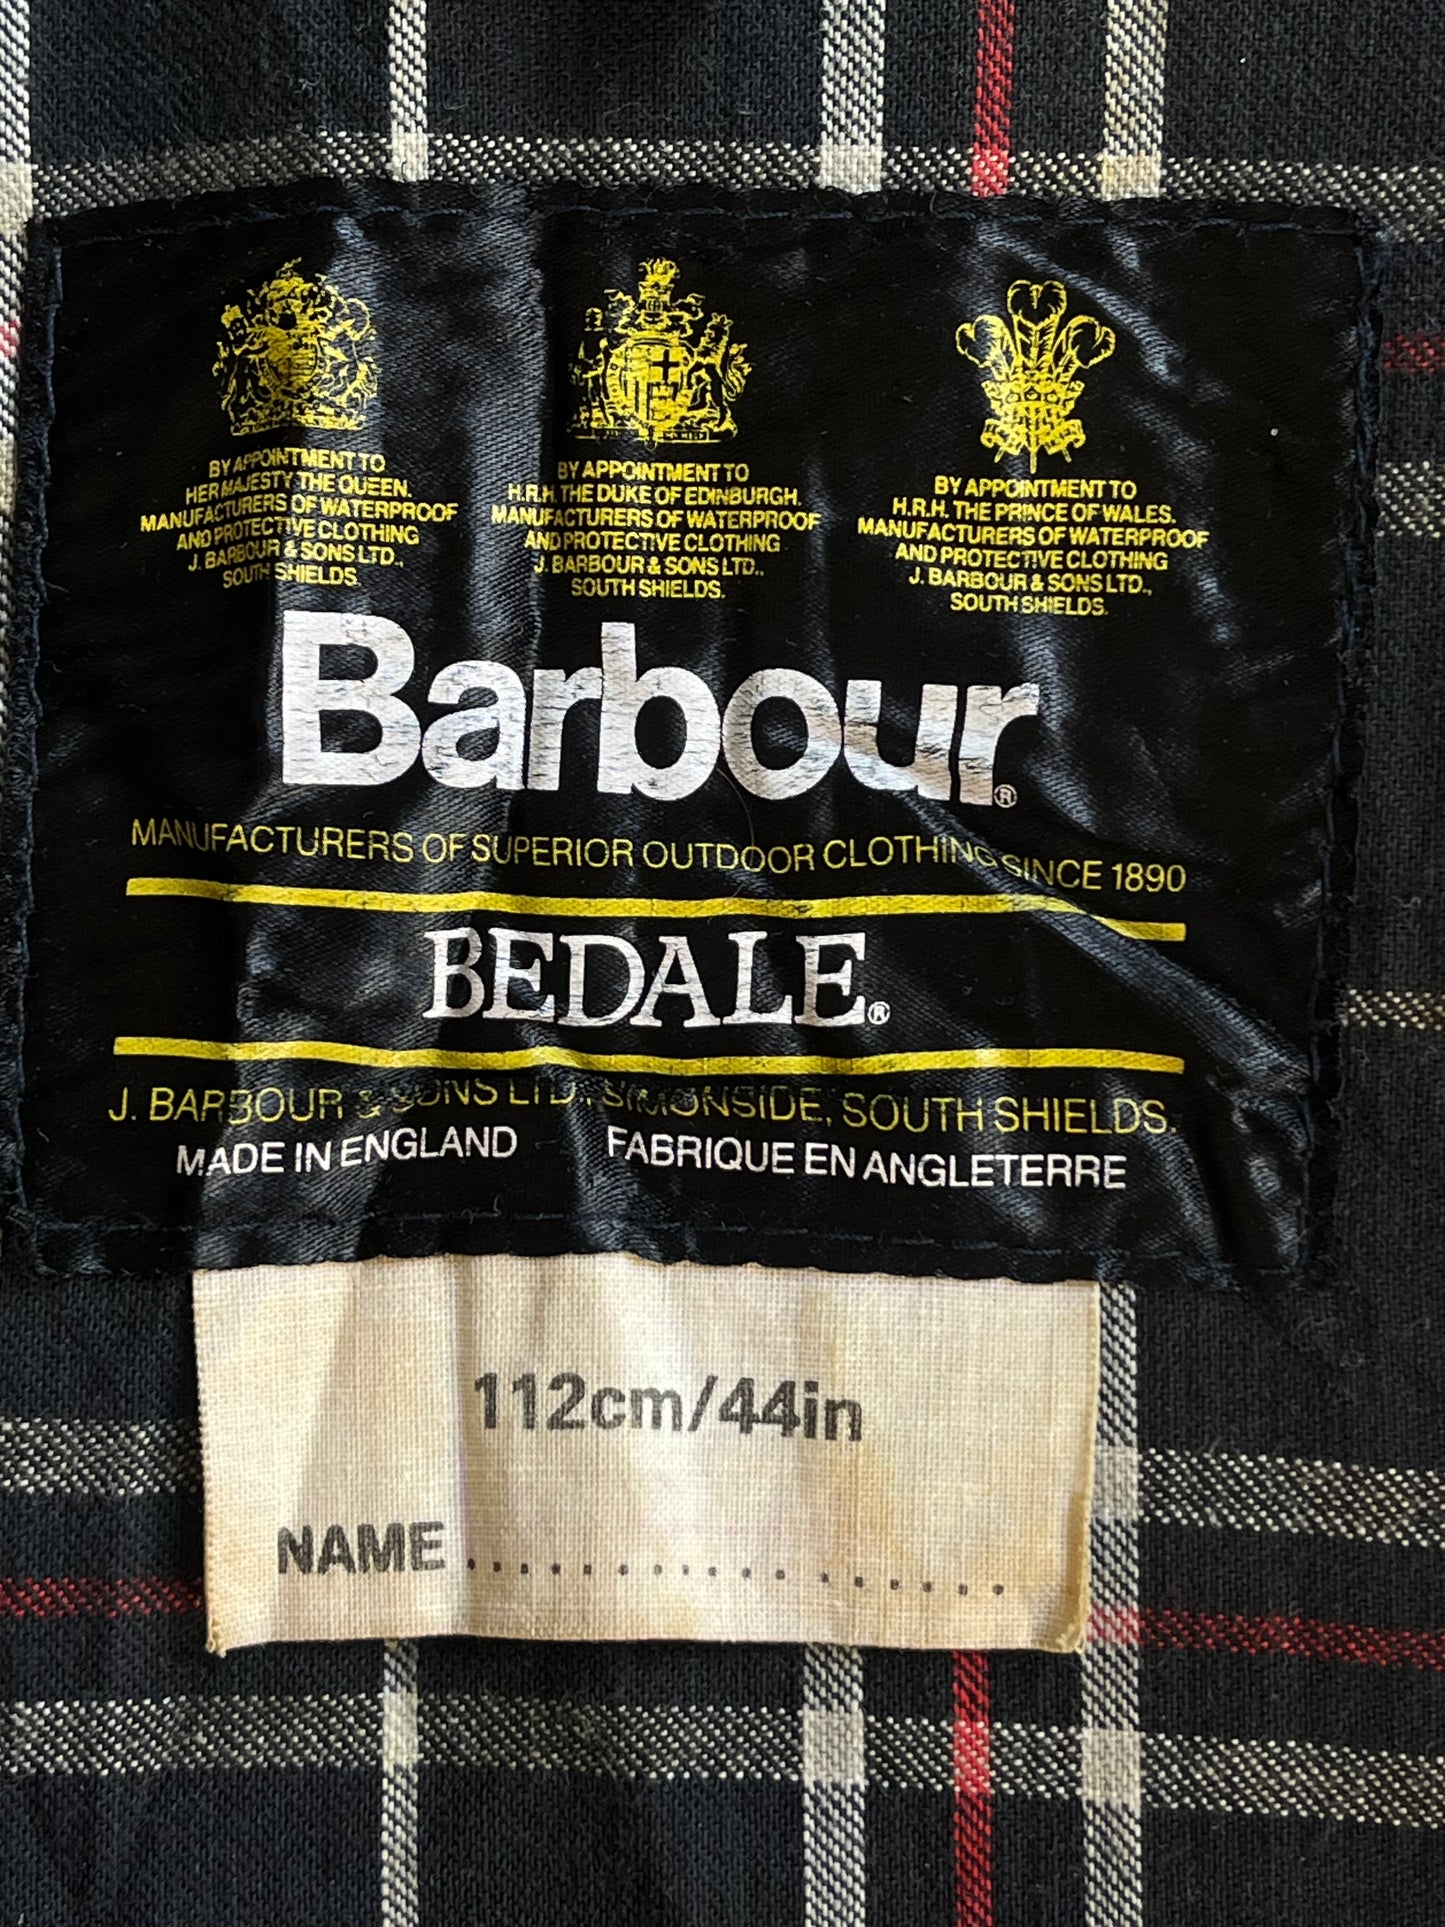 BY APPOINTMENT TO
HER MAJESTY THE QUEEN.
MANUFACTURERS OF WATERPROOF
AND PROTECTIVE CLOTHING
J. BARBOUR & SONS LTD.,
SOUTH SHIELDS.
BY APPOINTMENT TO
H.R.H. THE DUKE OF EDINBURGH.
MANUFACTURERS OF WATERPROOF
AND PROTECTIVE CLOTHING
J. BARBOUR & SONS LTD.,
SOUTH SHIELDS.
BY APPOINTMENT TO
H.R.H. THE PRINCE OF WALES.
MANUFACTURERS OF WATERPROOF
AND PROTECTIVE CLOTHING
J. BARBOUR & SONS LTD.,
SOUTH SHIELDS.
Barbour®
MANUFACTURERS OF SUPERIOR OUTDOOR CLOTHING SINCE 1890
BEDALE®
J. BARBOUR & SONS LTD., SIMONSIDE, SOUTH SHIELDS.
MADE IN ENGLAND FABRIQUE EN ANGLETERRE
112cm/44in
NAME......................